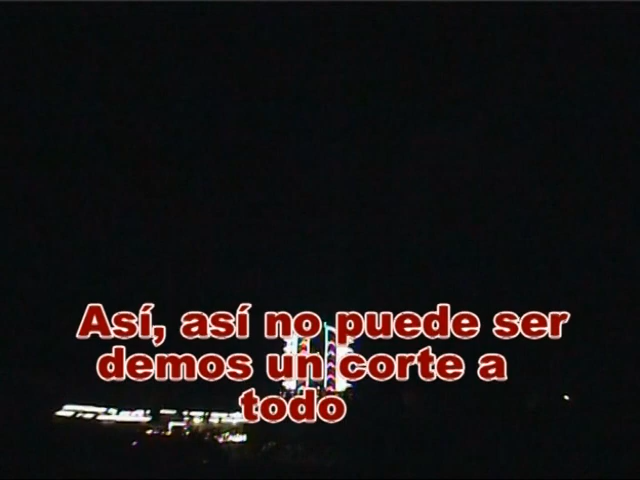 Así, así no puede ser
demos un corte a
todo